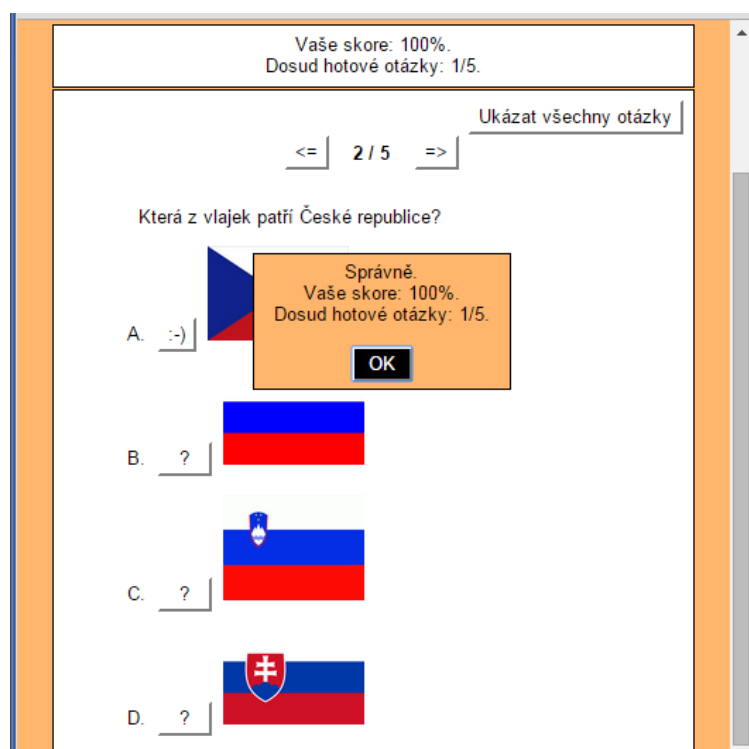 Vaše skore: 100%.
Dosud hotové otázky: 1/5.
Ukázat všechny otázky
<= 2 / 5 =>
Která z vlajek patří České republice?
Správně.
Vaše skore: 100%.
Dosud hotové otázky: 1/5.
OK
A. :-)
B. ?
C. ?
D. ?